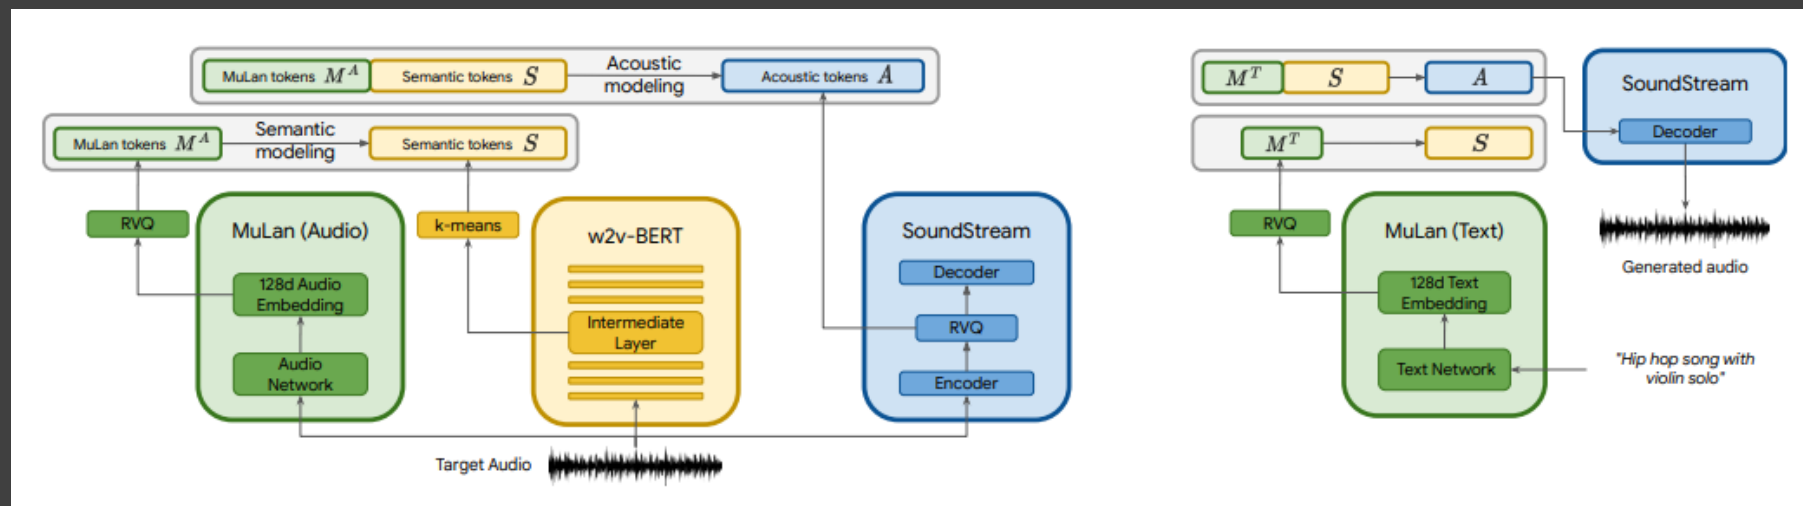 MuLan tokens M^A Semantic tokens S
Acoustic
modeling
Acoustic tokens A
MuLan tokens M^A
Semantic
modeling
Semantic tokens S
RVQ
MuLan (Audio)
128d Audio
Embedding
Audio
Network
k-means
w2v-BERT
Intermediate
Layer
SoundStream
Decoder
RVQ
Encoder
Target Audio
M^T S A
M^T S
SoundStream
Decoder
Generated audio
RVQ
MuLan (Text)
128d Text
Embedding
Text Network
"Hip hop song with
violin solo"